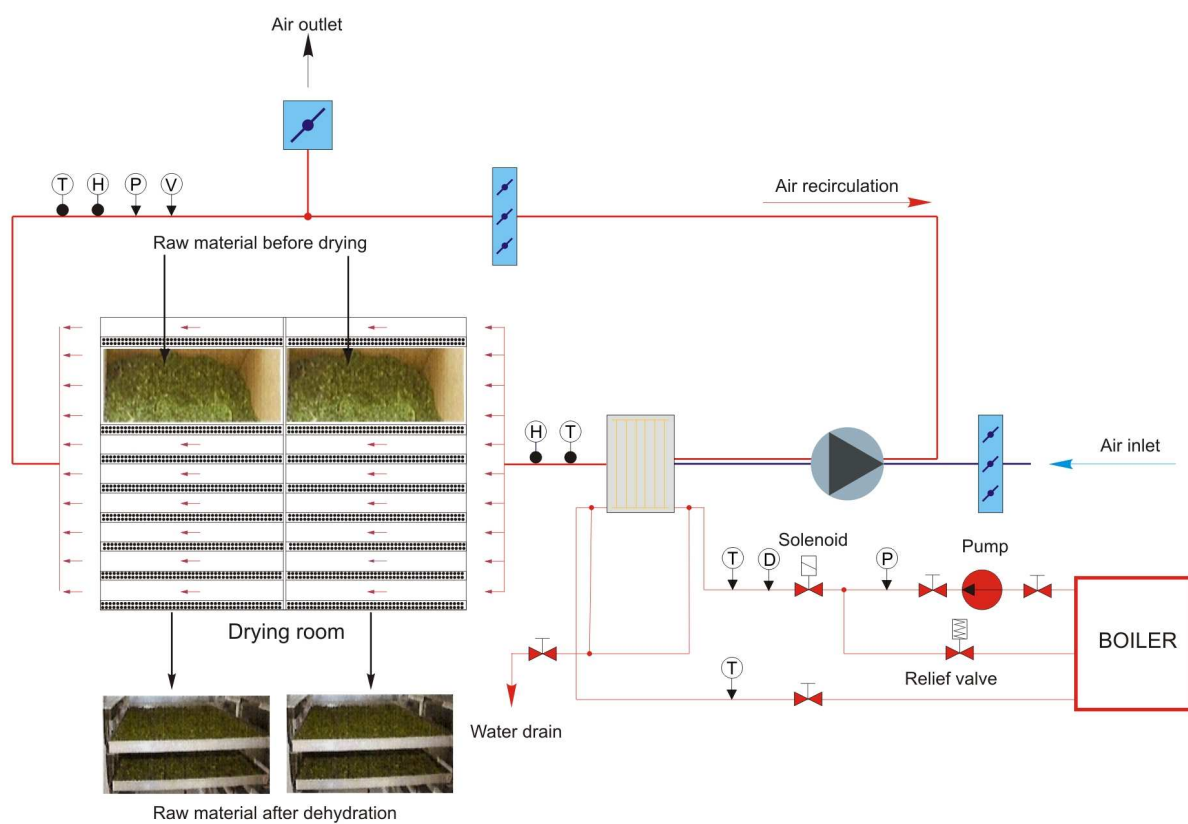 Air outlet
T H P V
Air recirculation
Raw material before drying
H T
Air inlet
Solenoid
Pump
T D P
Drying room
BOILER
Relief valve
T
Water drain
Raw material after dehydration